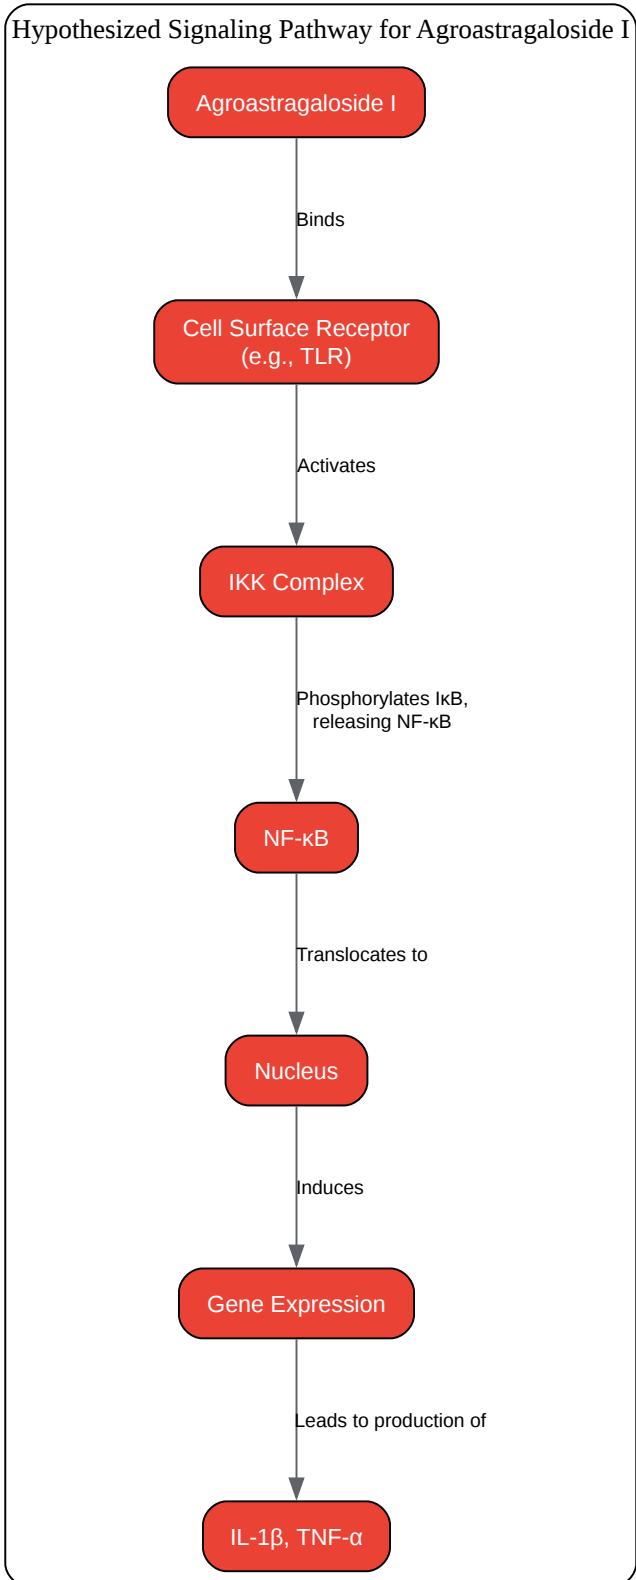 Hypothesized Signaling Pathway for Agroastragaloside I
Agroastragaloside I
Binds
Cell Surface Receptor
(e.g., TLR)
Activates
IKK Complex
Phosphorylates IκB,
releasing NF-κB
NF-κB
Translocates to
Nucleus
Induces
Gene Expression
Leads to production of
IL-1β, TNF-α